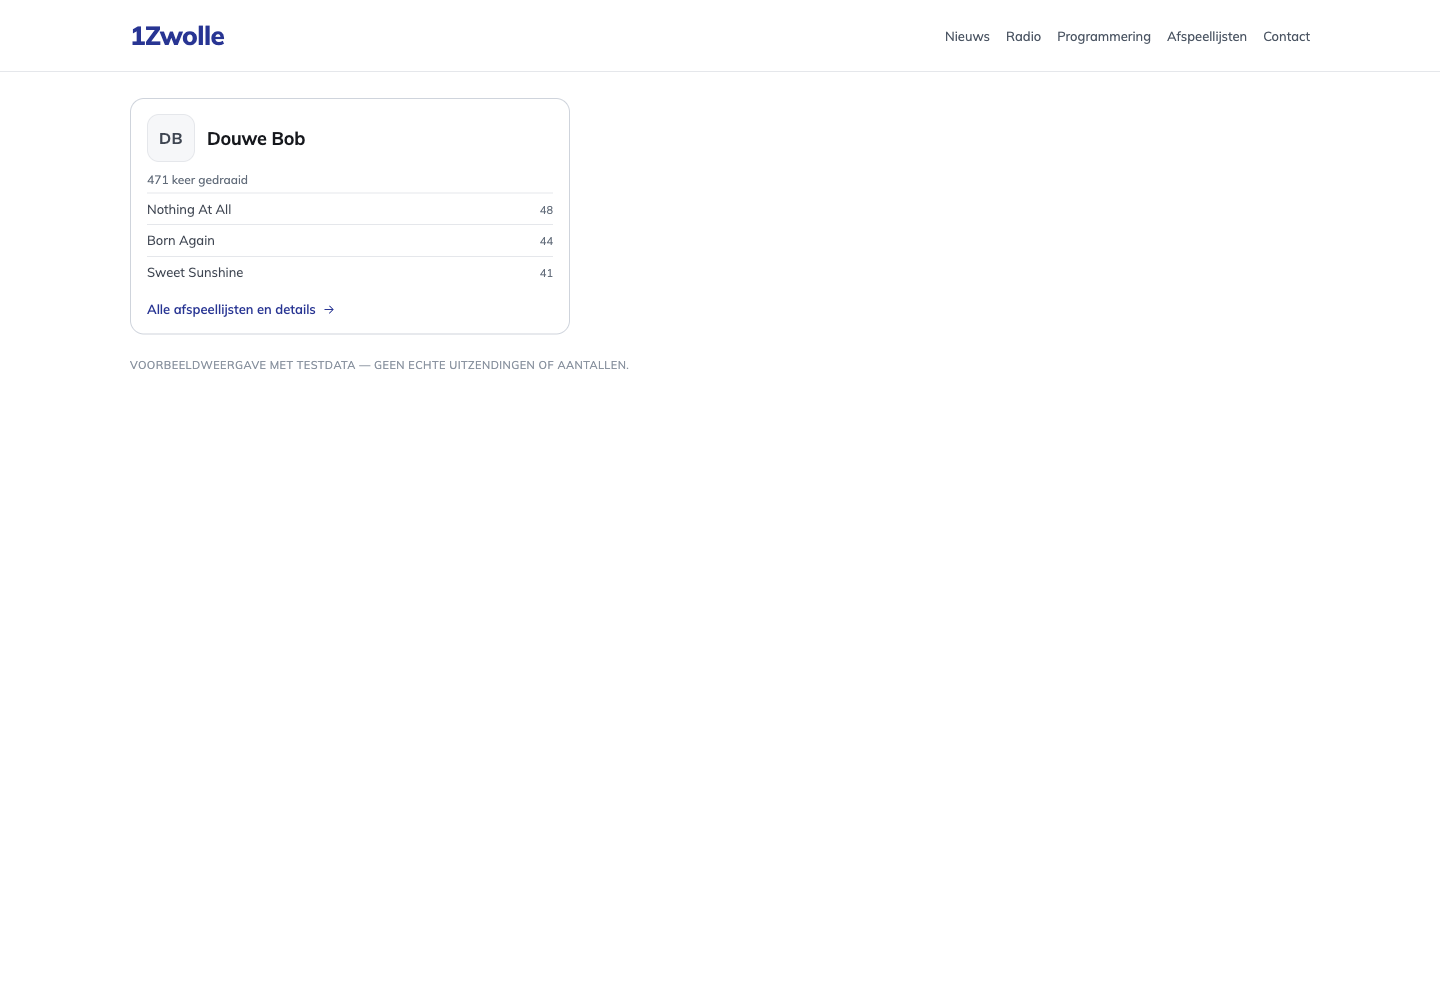 1Zwolle
Nieuws Radio Programmering Afspeellijsten Contact
DB
Douwe Bob
471 keer gedraaid
Nothing At All 48
Born Again 44
Sweet Sunshine 41
Alle afspeellijsten en details →
VOORBEELDWEERGAVE MET TESTDATA — GEEN ECHTE UITZENDINGEN OF AANTALLEN.